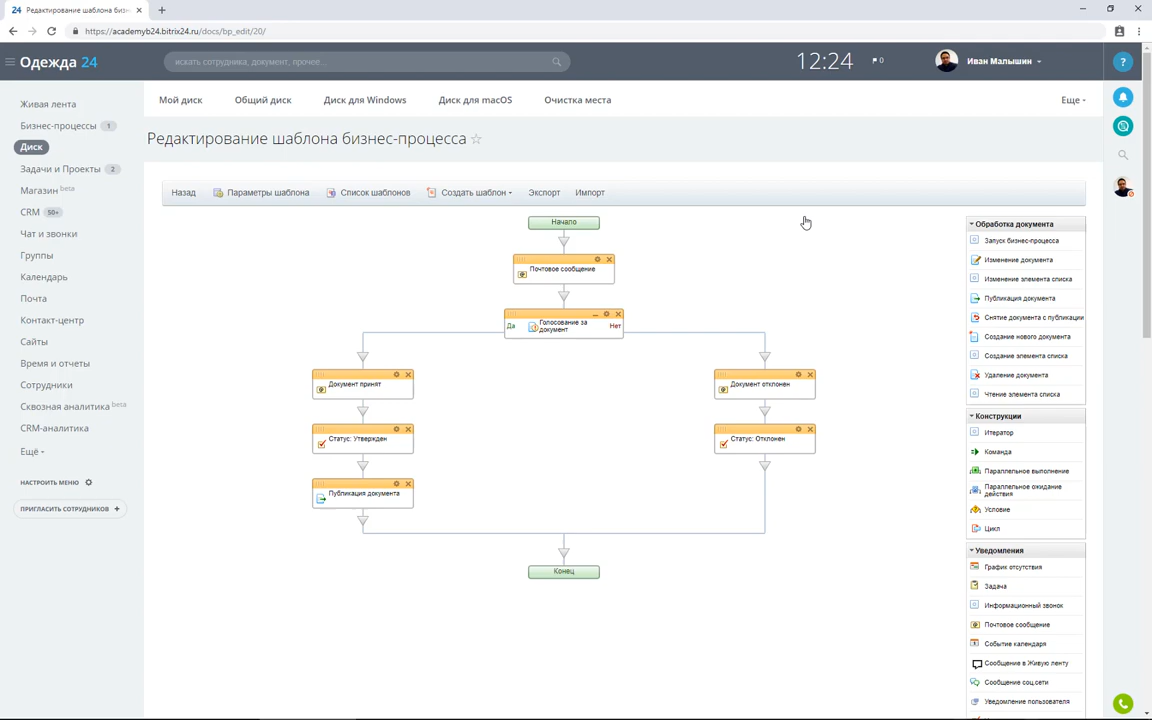 24 Редактирование шаблона бизн
https://academyb24.bitrix24.ru/docs/bp_edit/20/
Одежда 24
искать сотрудника, документ, прочее...
12:24
0
Иван Малышин
?
Живая лента
Бизнес-процессы 1
Диск
Задачи и Проекты 2
Магазин beta
CRM 50+
Чат и звонки
Группы
Календарь
Почта
Контакт-центр
Сайты
Время и отчеты
Сотрудники
Сквозная аналитика beta
CRM-аналитика
Ещё
НАСТРОИТЬ МЕНЮ
ПРИГЛАСИТЬ СОТРУДНИКОВ +
Мой диск
Общий диск
Диск для Windows
Диск для macOS
Очистка места
Еще
Редактирование шаблона бизнес-процесса
Назад
Параметры шаблона
Список шаблонов
Создать шаблон
Экспорт
Импорт
Начало
Почтовое сообщение
Да
Голосование за
документ
Нет
Документ принят
Документ отклонен
Статус: Утвержден
Статус: Отклонен
Публикация документа
Конец
Обработка документа
Запуск бизнес-процесса
Изменение документа
Изменение элемента списка
Публикация документа
Снятие документа с публикации
Создание нового документа
Создание элемента списка
Удаление документа
Чтение элемента списка
Конструкции
Итератор
Команда
Параллельное выполнение
Параллельное ожидание
действия
Условие
Цикл
Уведомления
График отсутствия
Задача
Информационный звонок
Почтовое сообщение
Событие календаря
Сообщение в Живую ленту
Сообщение соц.сети
Уведомление пользователя